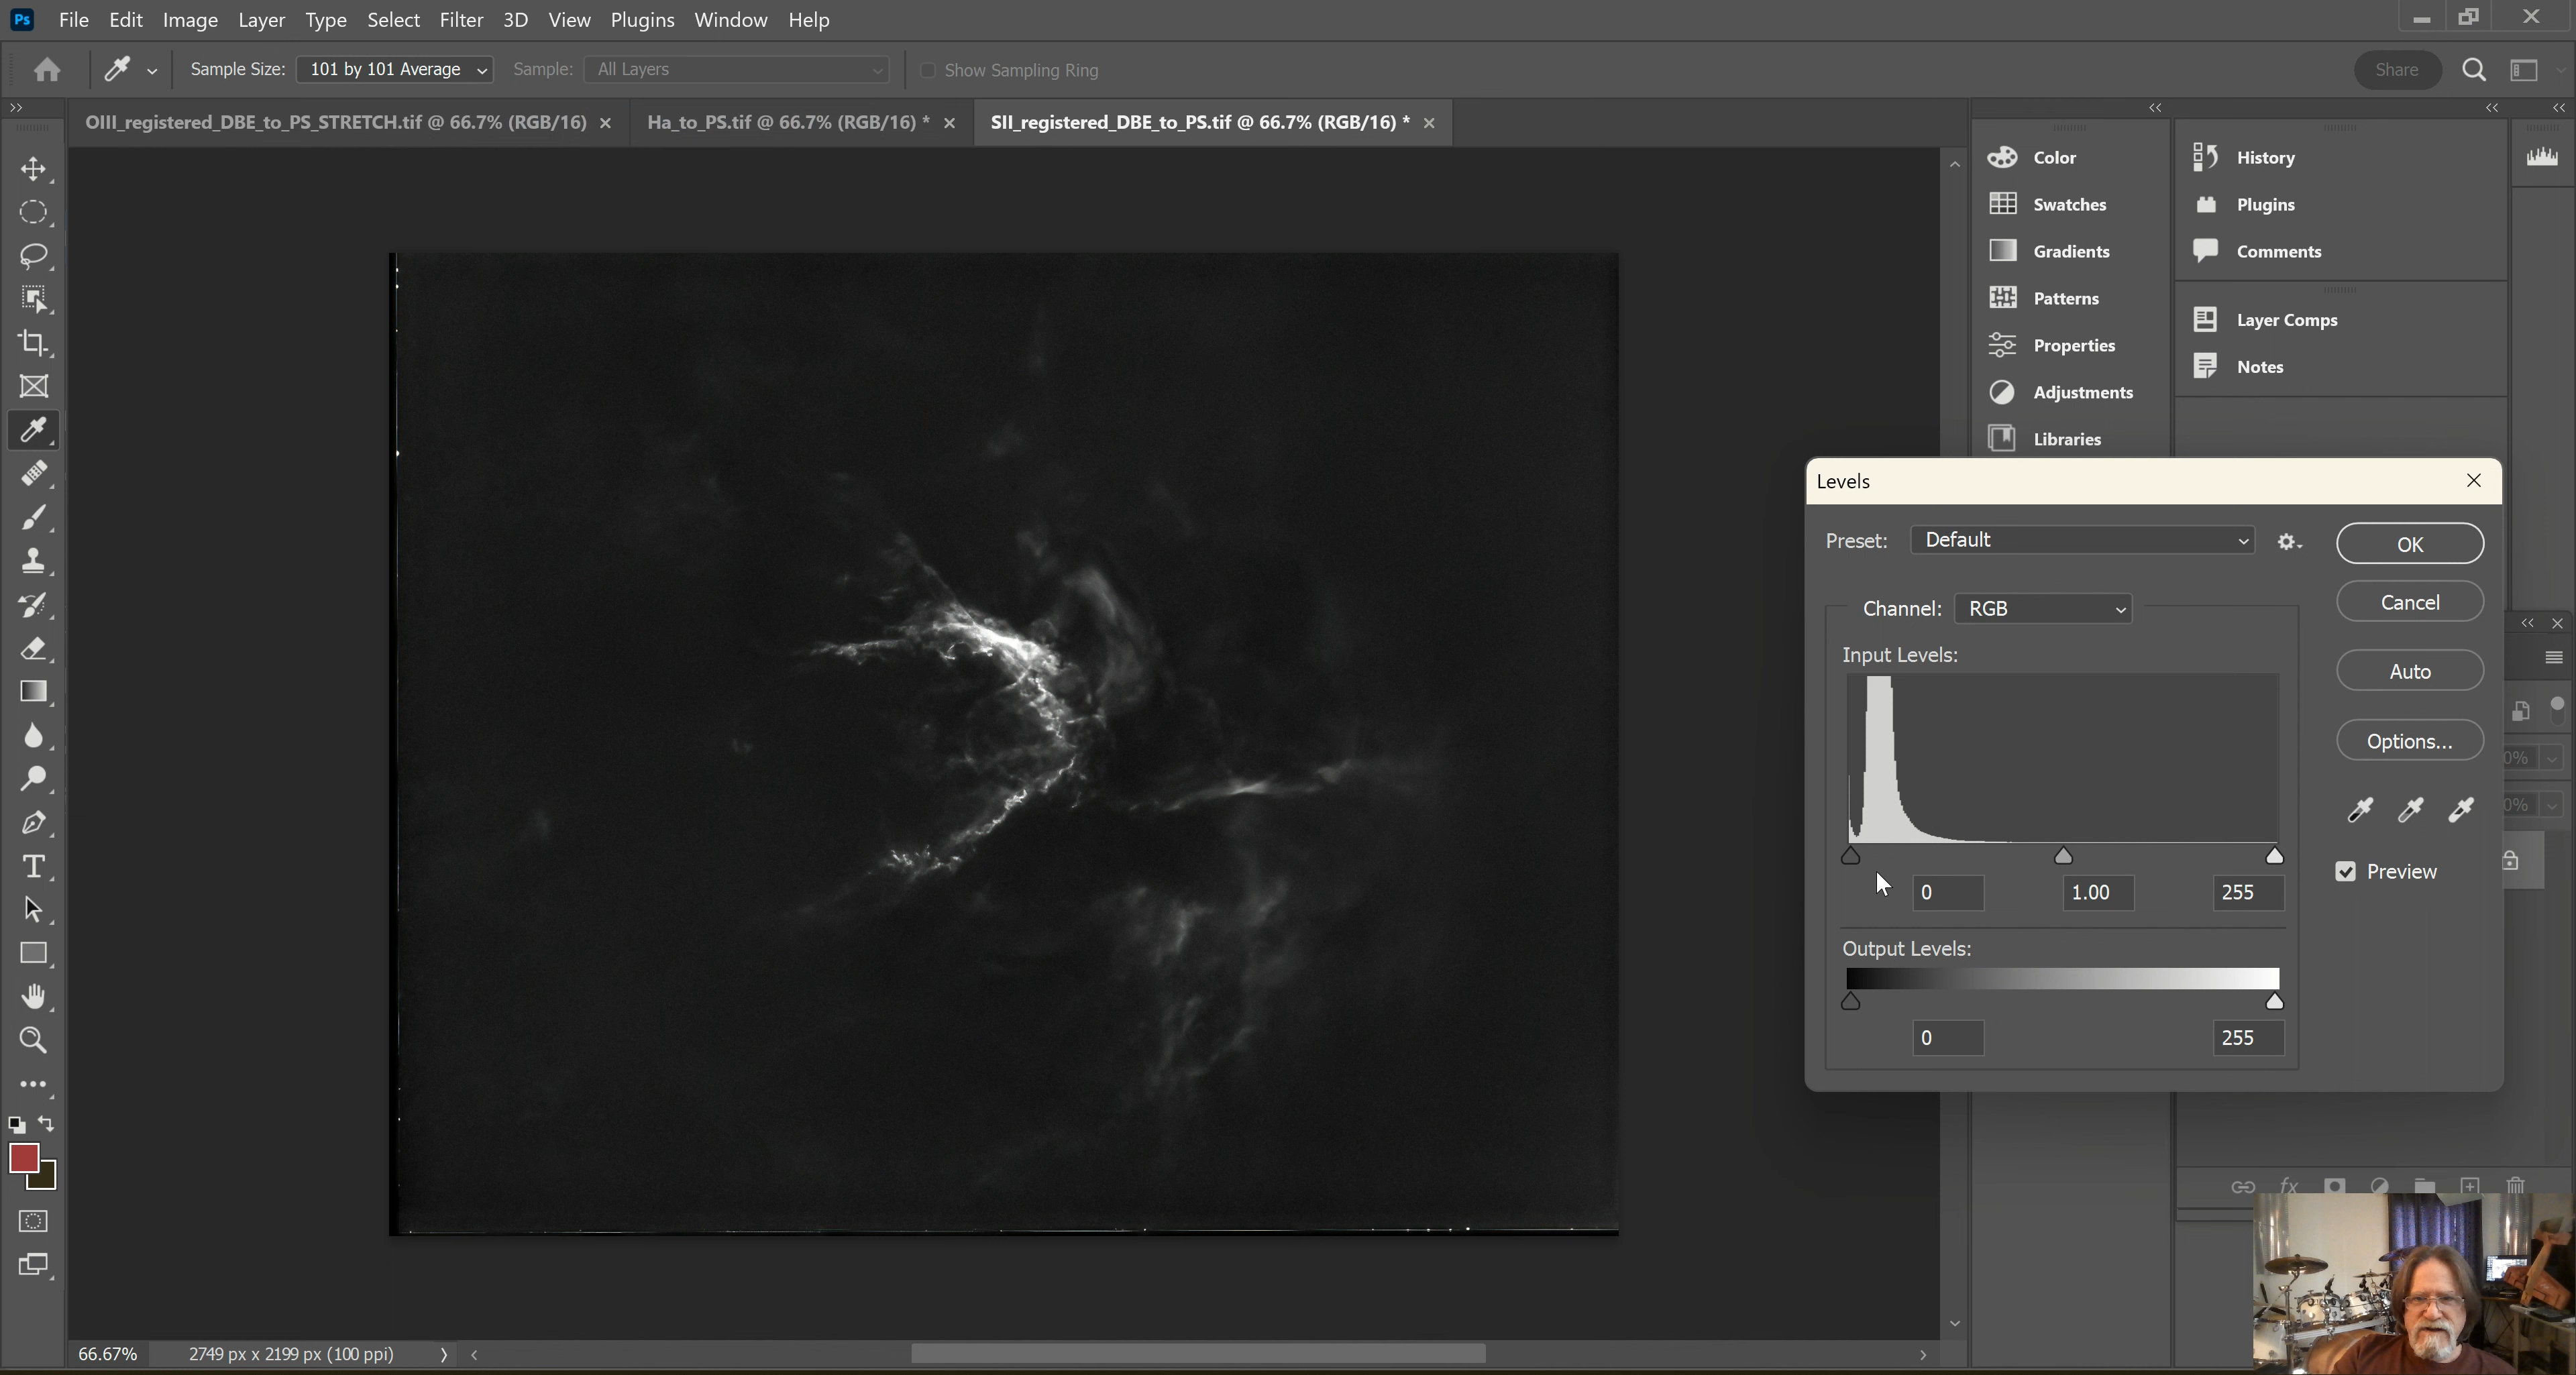 Ps File Edit Image Layer Type Select Filter 3D View Plugins Window Help
Sample Size: 101 by 101 Average Sample: All Layers Show Sampling Ring Share
OIII_registered_DBE_to_PS_STRETCH.tif @ 66.7% (RGB/16) Ha_to_PS.tif @ 66.7% (RGB/16) * SII_registered_DBE_to_PS.tif @ 66.7% (RGB/16) *
Color
Swatches
Gradients
Patterns
Properties
Adjustments
Libraries
History
Plugins
Comments
Layer Comps
Notes
Levels
Preset: Default
OK
Channel: RGB
Cancel
Input Levels:
Auto
Options...
0 1.00 255
Preview
Output Levels:
0 255
0%
0%
fx
66.67% 2749 px x 2199 px (100 ppi)